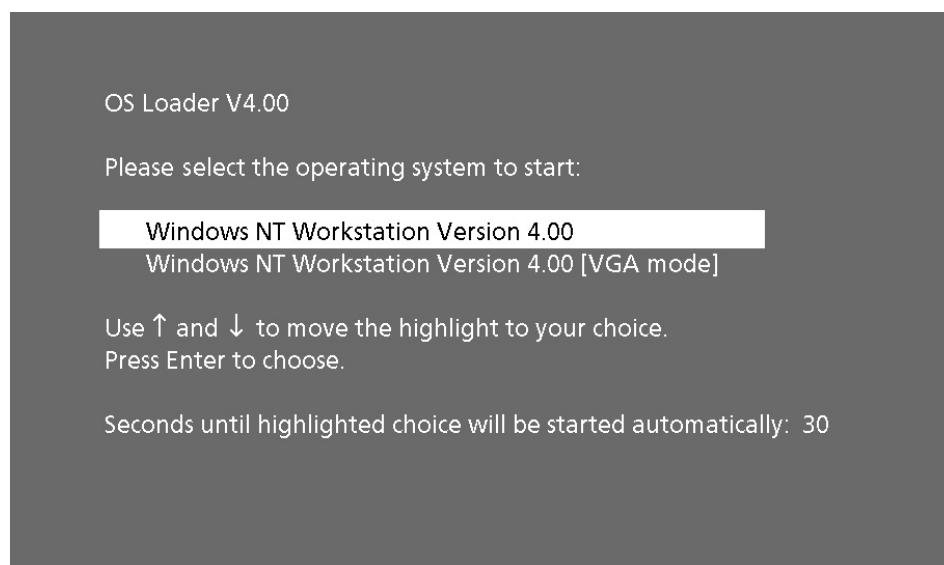 OS Loader V4.00
Please select the operating system to start:
Windows NT Workstation Version 4.00
Windows NT Workstation Version 4.00 [VGA mode]
Use ↑ and ↓ to move the highlight to your choice.
Press Enter to choose.
Seconds until highlighted choice will be started automatically: 30